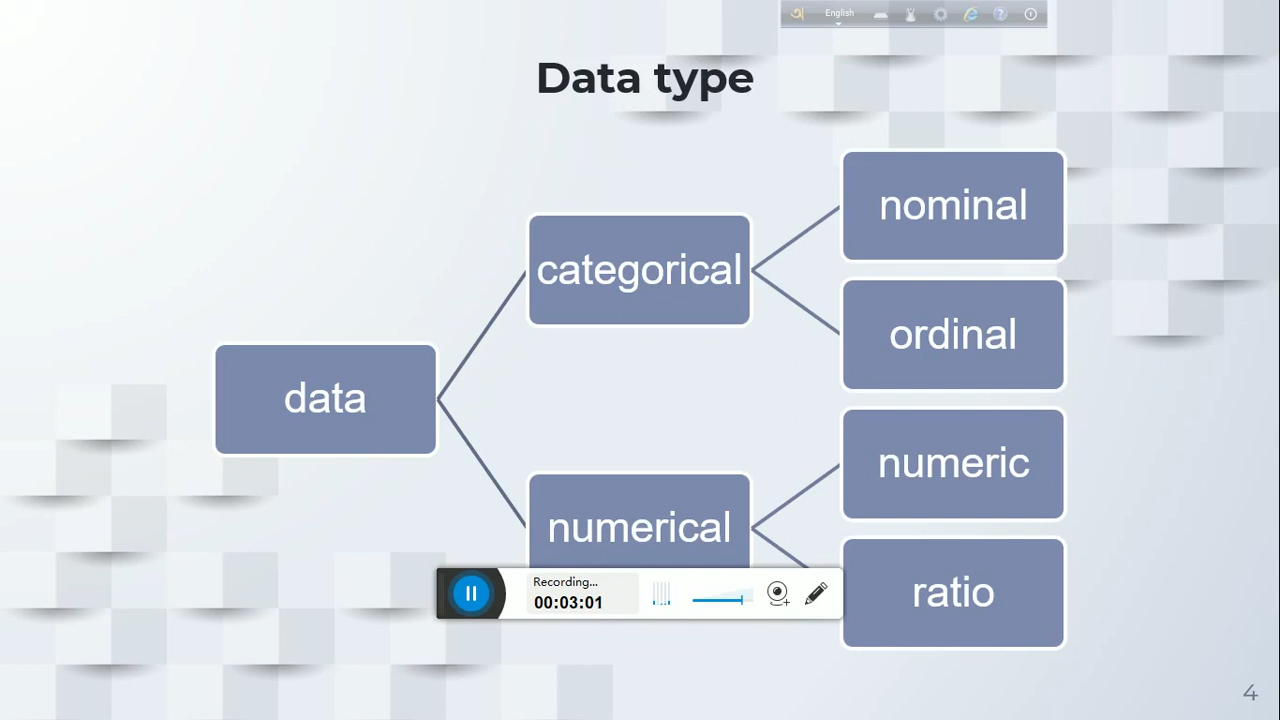 অ English
Data type
nominal
categorical
ordinal
data
numeric
numerical
Recording...
00:03:01
ratio
4